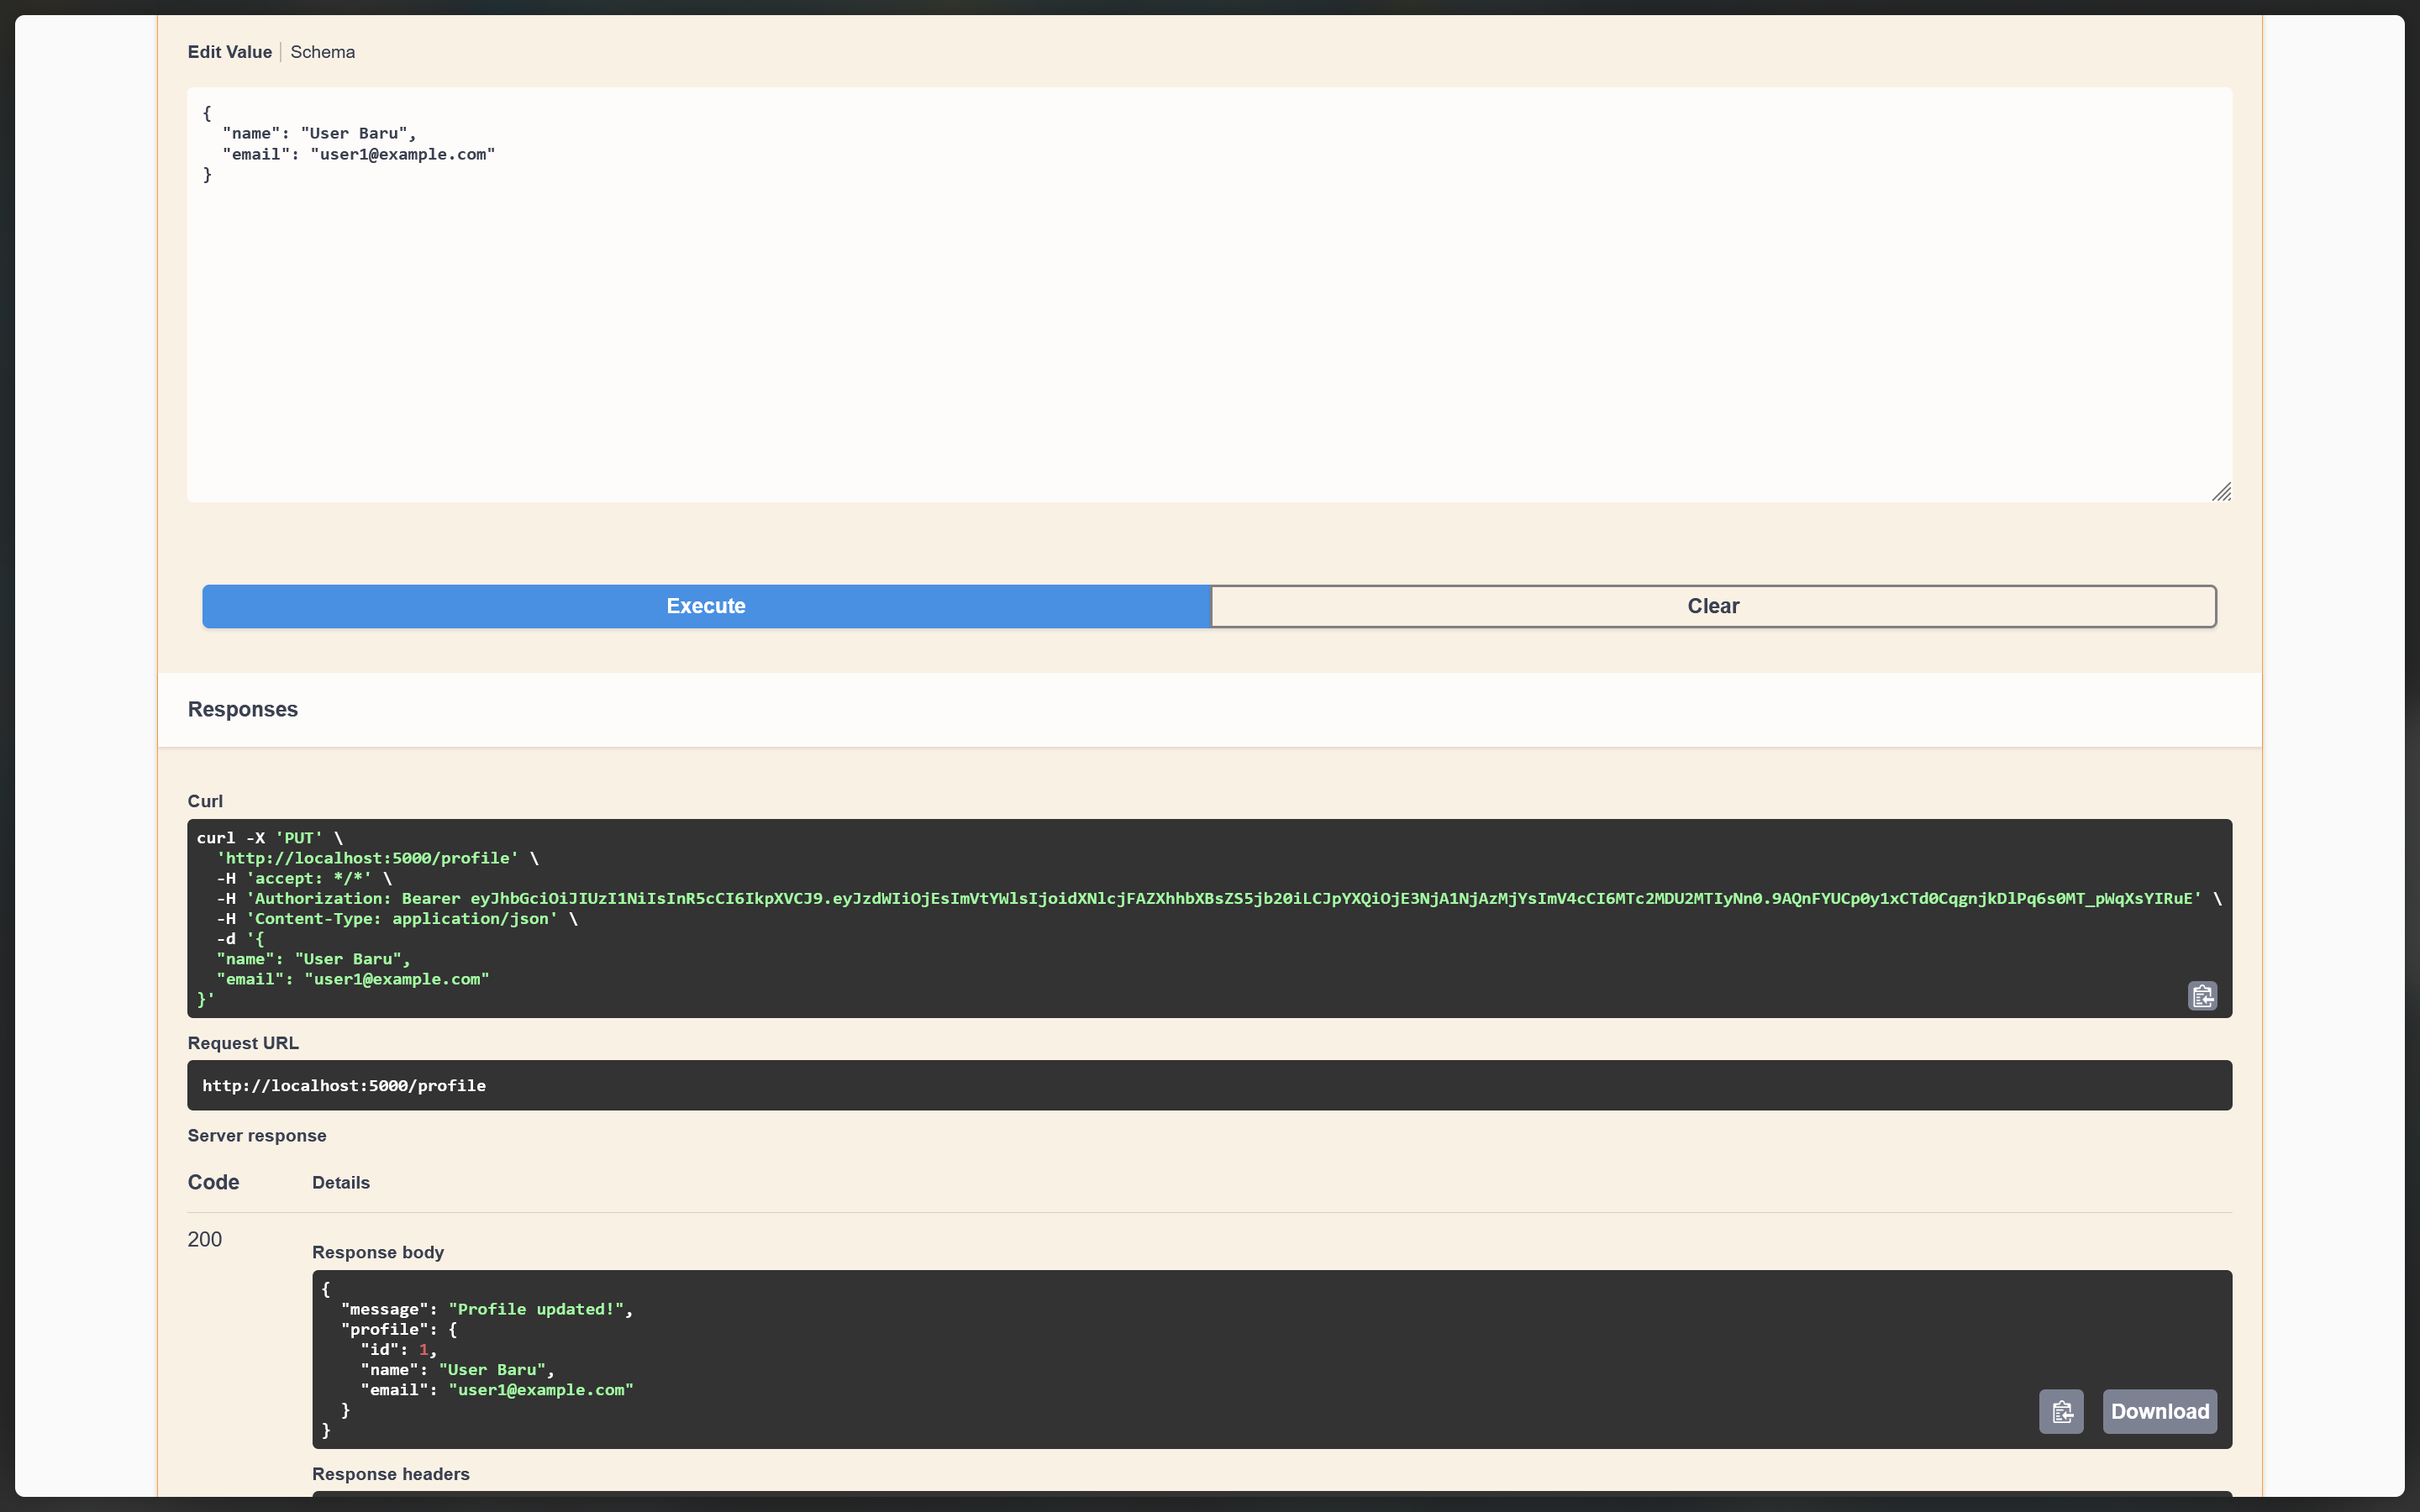 Edit Value | Schema
{
  "name": "User Baru",
  "email": "user1@example.com"
}
Execute
Clear
Responses
Curl
curl -X 'PUT' \
  'http://localhost:5000/profile' \
  -H 'accept: */*' \
  -H 'Authorization: Bearer eyJhbGciOiJIUzI1NiIsInR5cCI6IkpXVCJ9.eyJzdWIiOjEsImVtYWlsIjoidXNlcjFAZXhhbXBsZS5jb20iLCJpYXQiOjE3NjA1NjAzMjYsImV4cCI6MTc2MDU2MTIyNn0.9AQnFYUCp0y1xCTd0CqgnjkDlPq6s0MT_pWqXsYIRuE' \
  -H 'Content-Type: application/json' \
  -d '{
  "name": "User Baru",
  "email": "user1@example.com"
}'
Request URL
http://localhost:5000/profile
Server response
Code Details
200
Response body
{
  "message": "Profile updated!",
  "profile": {
    "id": 1,
    "name": "User Baru",
    "email": "user1@example.com"
  }
}
Download
Response headers